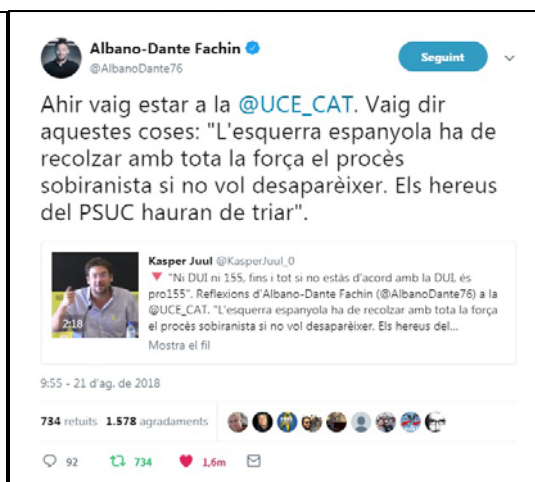 Albano-Dante Fachin
@AlbanoDante76
Seguint
Ahir vaig estar a la @UCE_CAT. Vaig dir
aquestes coses: "L'esquerra espanyola ha de
recolzar amb tota la força el procès
sobiranista si no vol desaparèixer. Els hereus
del PSUC hauran de triar".
Kasper Juul @KasperJuul_0
🔻 "Ni DUI ni 155, fins i tot si no estàs d'acord amb la DUI, és
pro155". Reflexions d'Albano-Dante Fachin (@AlbanoDante76) a la
@UCE_CAT. "L'esquerra espanyola ha de recolzar amb tota la força
el procès sobiranista si no vol desaparèixer. Els hereus del...
Mostra el fil
2:18
9:55 - 21 d'ag. de 2018
734 retuits 1.578 agradaments
92 734 1,6m